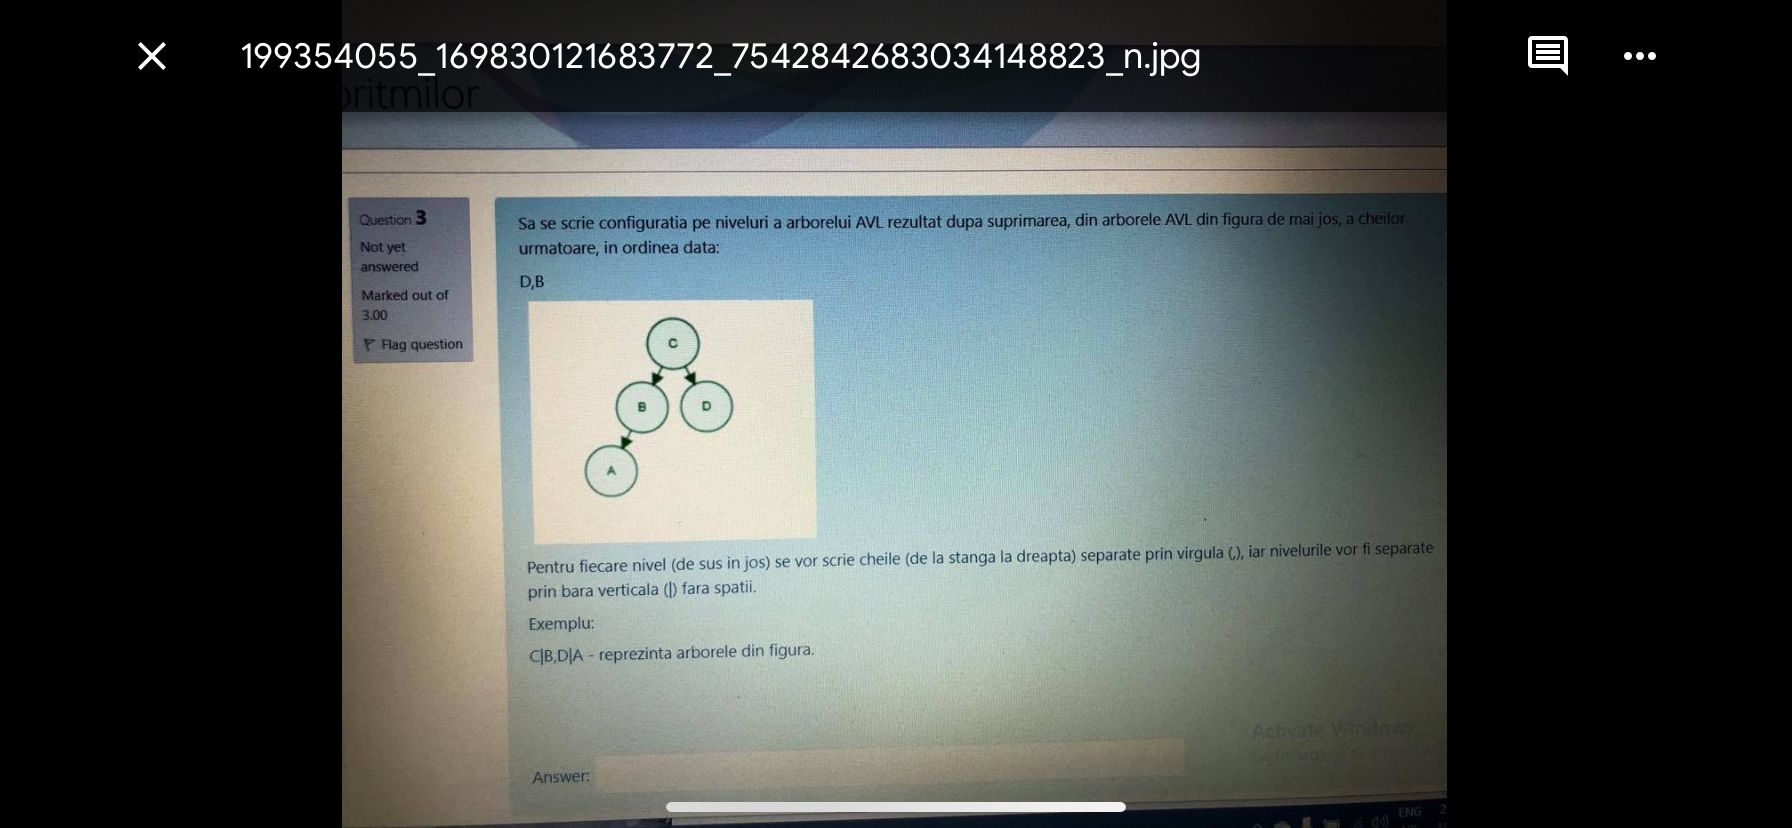 199354055_169830121683772_7542842683034148823_n.jpg
oritmilor
Question 3
Not yet
answered
Marked out of
3.00
Flag question
Sa se scrie configuratia pe niveluri a arborelui AVL rezultat dupa suprimarea, din arborele AVL din figura de mai jos, a cheilor
urmatoare, in ordinea data:
D,B
C
B
D
A
Pentru fiecare nivel (de sus in jos) se vor scrie cheile (de la stanga la dreapta) separate prin virgula (,), iar nivelurile vor fi separate
prin bara verticala (|) fara spatii.
Exemplu:
C|B,D|A - reprezinta arborele din figura.
Activate Windows
Answer:
ENG